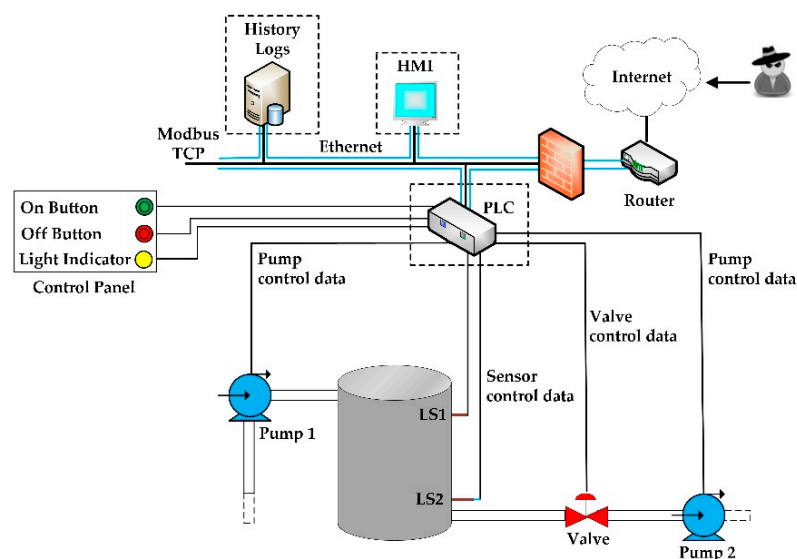 History
Logs
HMI
Internet
Modbus
TCP
Ethernet
Router
PLC
On Button
Off Button
Light Indicator
Control Panel
Pump
control data
Pump
control data
Valve
control data
Sensor
control data
LS1
Pump 1
LS2
Valve
Pump 2